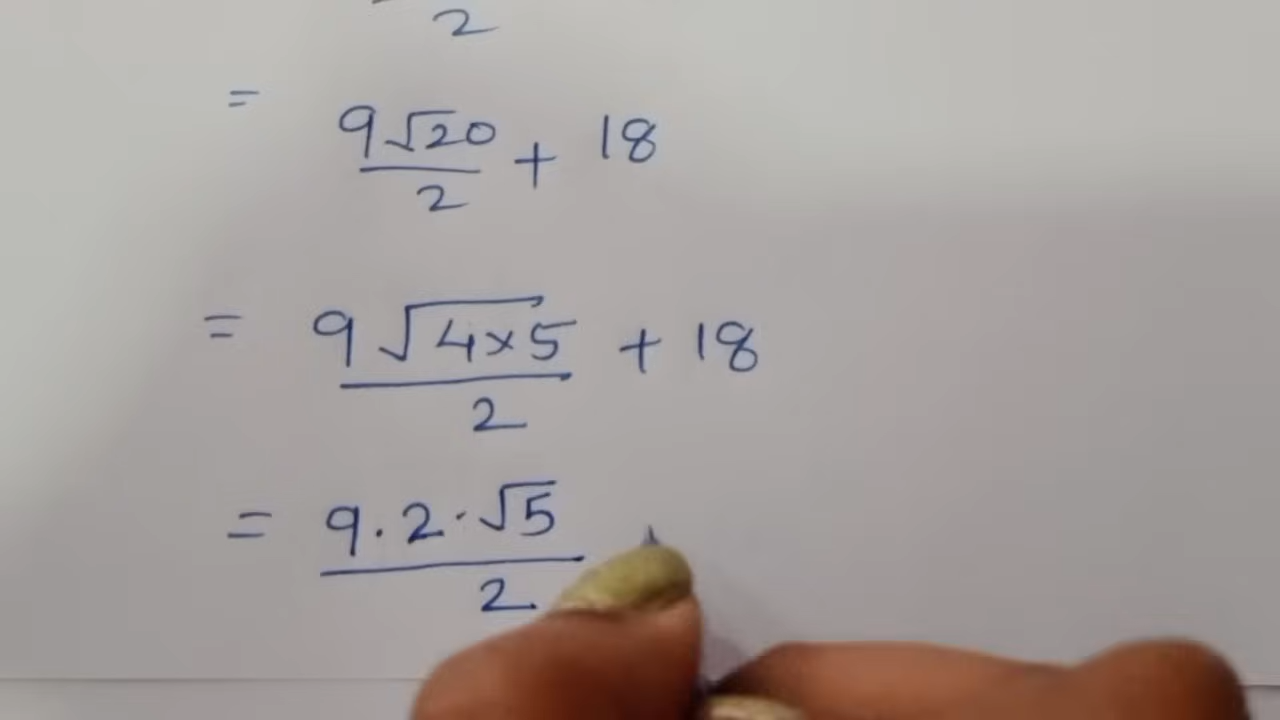 2
= 9√20/2 + 18
= 9√(4×5)/2 + 18
= 9.2.√5/2